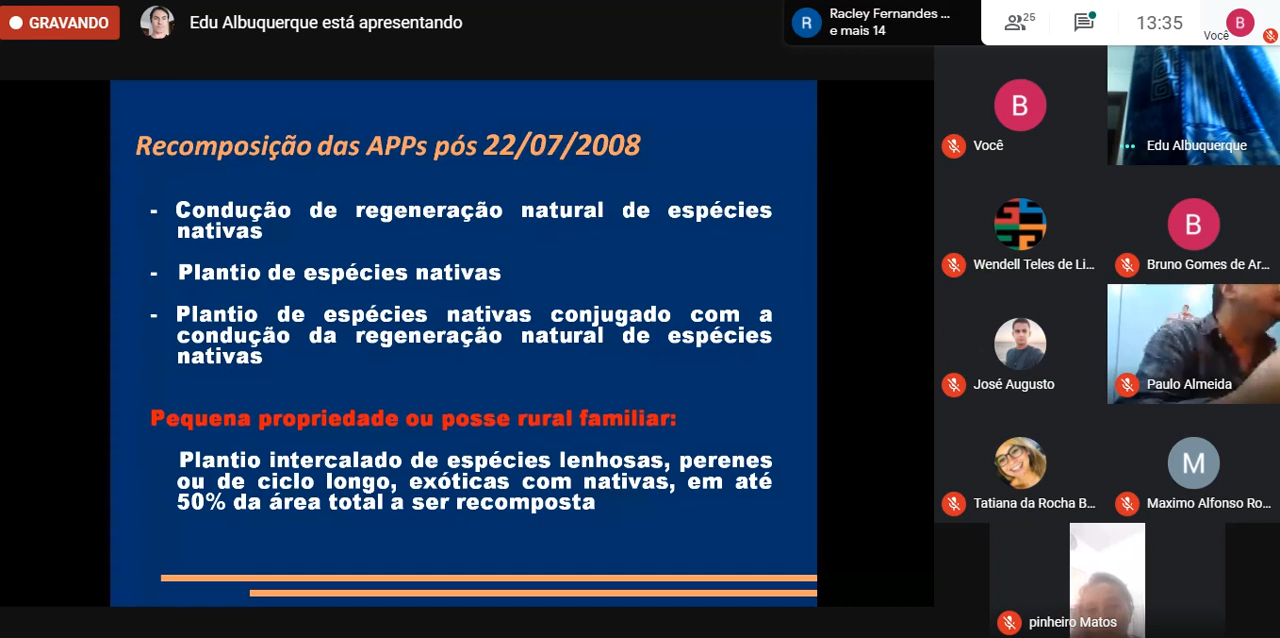 GRAVANDO
Edu Albuquerque está apresentando
R
Racley Fernandes ...
e mais 14
25
13:35
B
Você
Recomposição das APPs pós 22/07/2008
- Condução de regeneração natural de espécies
nativas
- Plantio de espécies nativas
- Plantio de espécies nativas conjugado com a
condução da regeneração natural de espécies
nativas
Pequena propriedade ou posse rural familiar:
Plantio intercalado de espécies lenhosas, perenes
ou de ciclo longo, exóticas com nativas, em até
50% da área total a ser recomposta
B
Você
Edu Albuquerque
Wendell Teles de Li...
B
Bruno Gomes de Ar...
José Augusto
Paulo Almeida
Tatiana da Rocha B...
M
Maximo Alfonso Ro...
pinheiro Matos